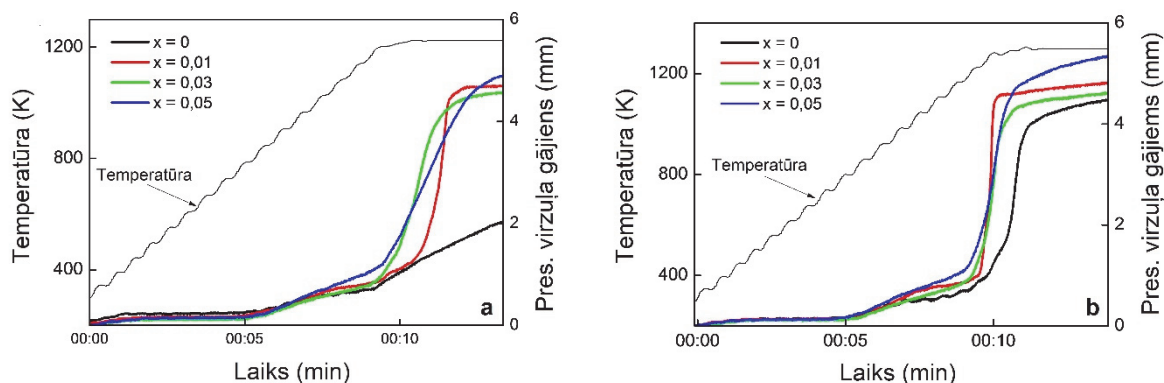 6
1200
x = 0
x = 0,01
x = 0,03
x = 0,05
Temperatūra (K)
Pres. virzuļa gājiens (mm)
4
800
Temperatūra
2
400
a
0
00:00
00:05
00:10
Laiks (min)
6
x = 0
1200
x = 0,01
x = 0,03
x = 0,05
Temperatūra (K)
Pres. virzuļa gājiems (mm)
4
800
Temperatūra
2
400
b
0
00:00
00:05
00:10
Laiks (min)